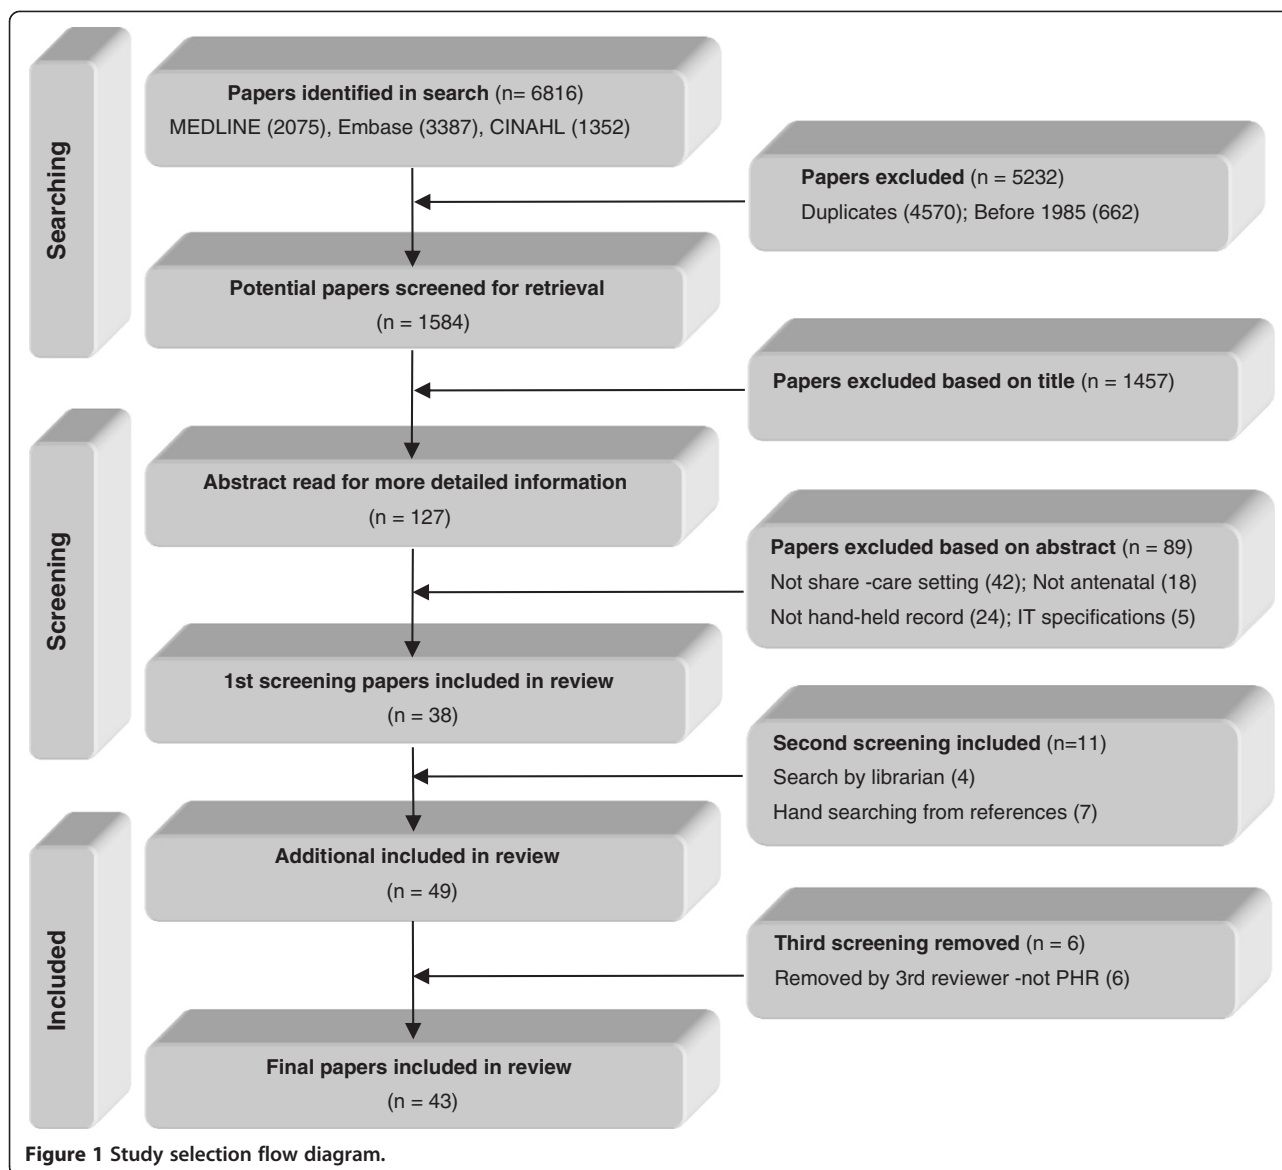 Searching
Papers identified in search (n= 6816)
MEDLINE (2075), Embase (3387), CINAHL (1352)
Papers excluded (n = 5232)
Duplicates (4570); Before 1985 (662)
Potential papers screened for retrieval
(n = 1584)
Papers excluded based on title (n = 1457)
Screening
Abstract read for more detailed information
(n = 127)
Papers excluded based on abstract (n = 89)
Not share -care setting (42); Not antenatal (18)
Not hand-held record (24); IT specifications (5)
1st screening papers included in review
(n = 38)
Second screening included (n=11)
Search by librarian (4)
Hand searching from references (7)
Included
Additional included in review
(n = 49)
Third screening removed (n = 6)
Removed by 3rd reviewer -not PHR (6)
Final papers included in review
(n = 43)
Figure 1 Study selection flow diagram.